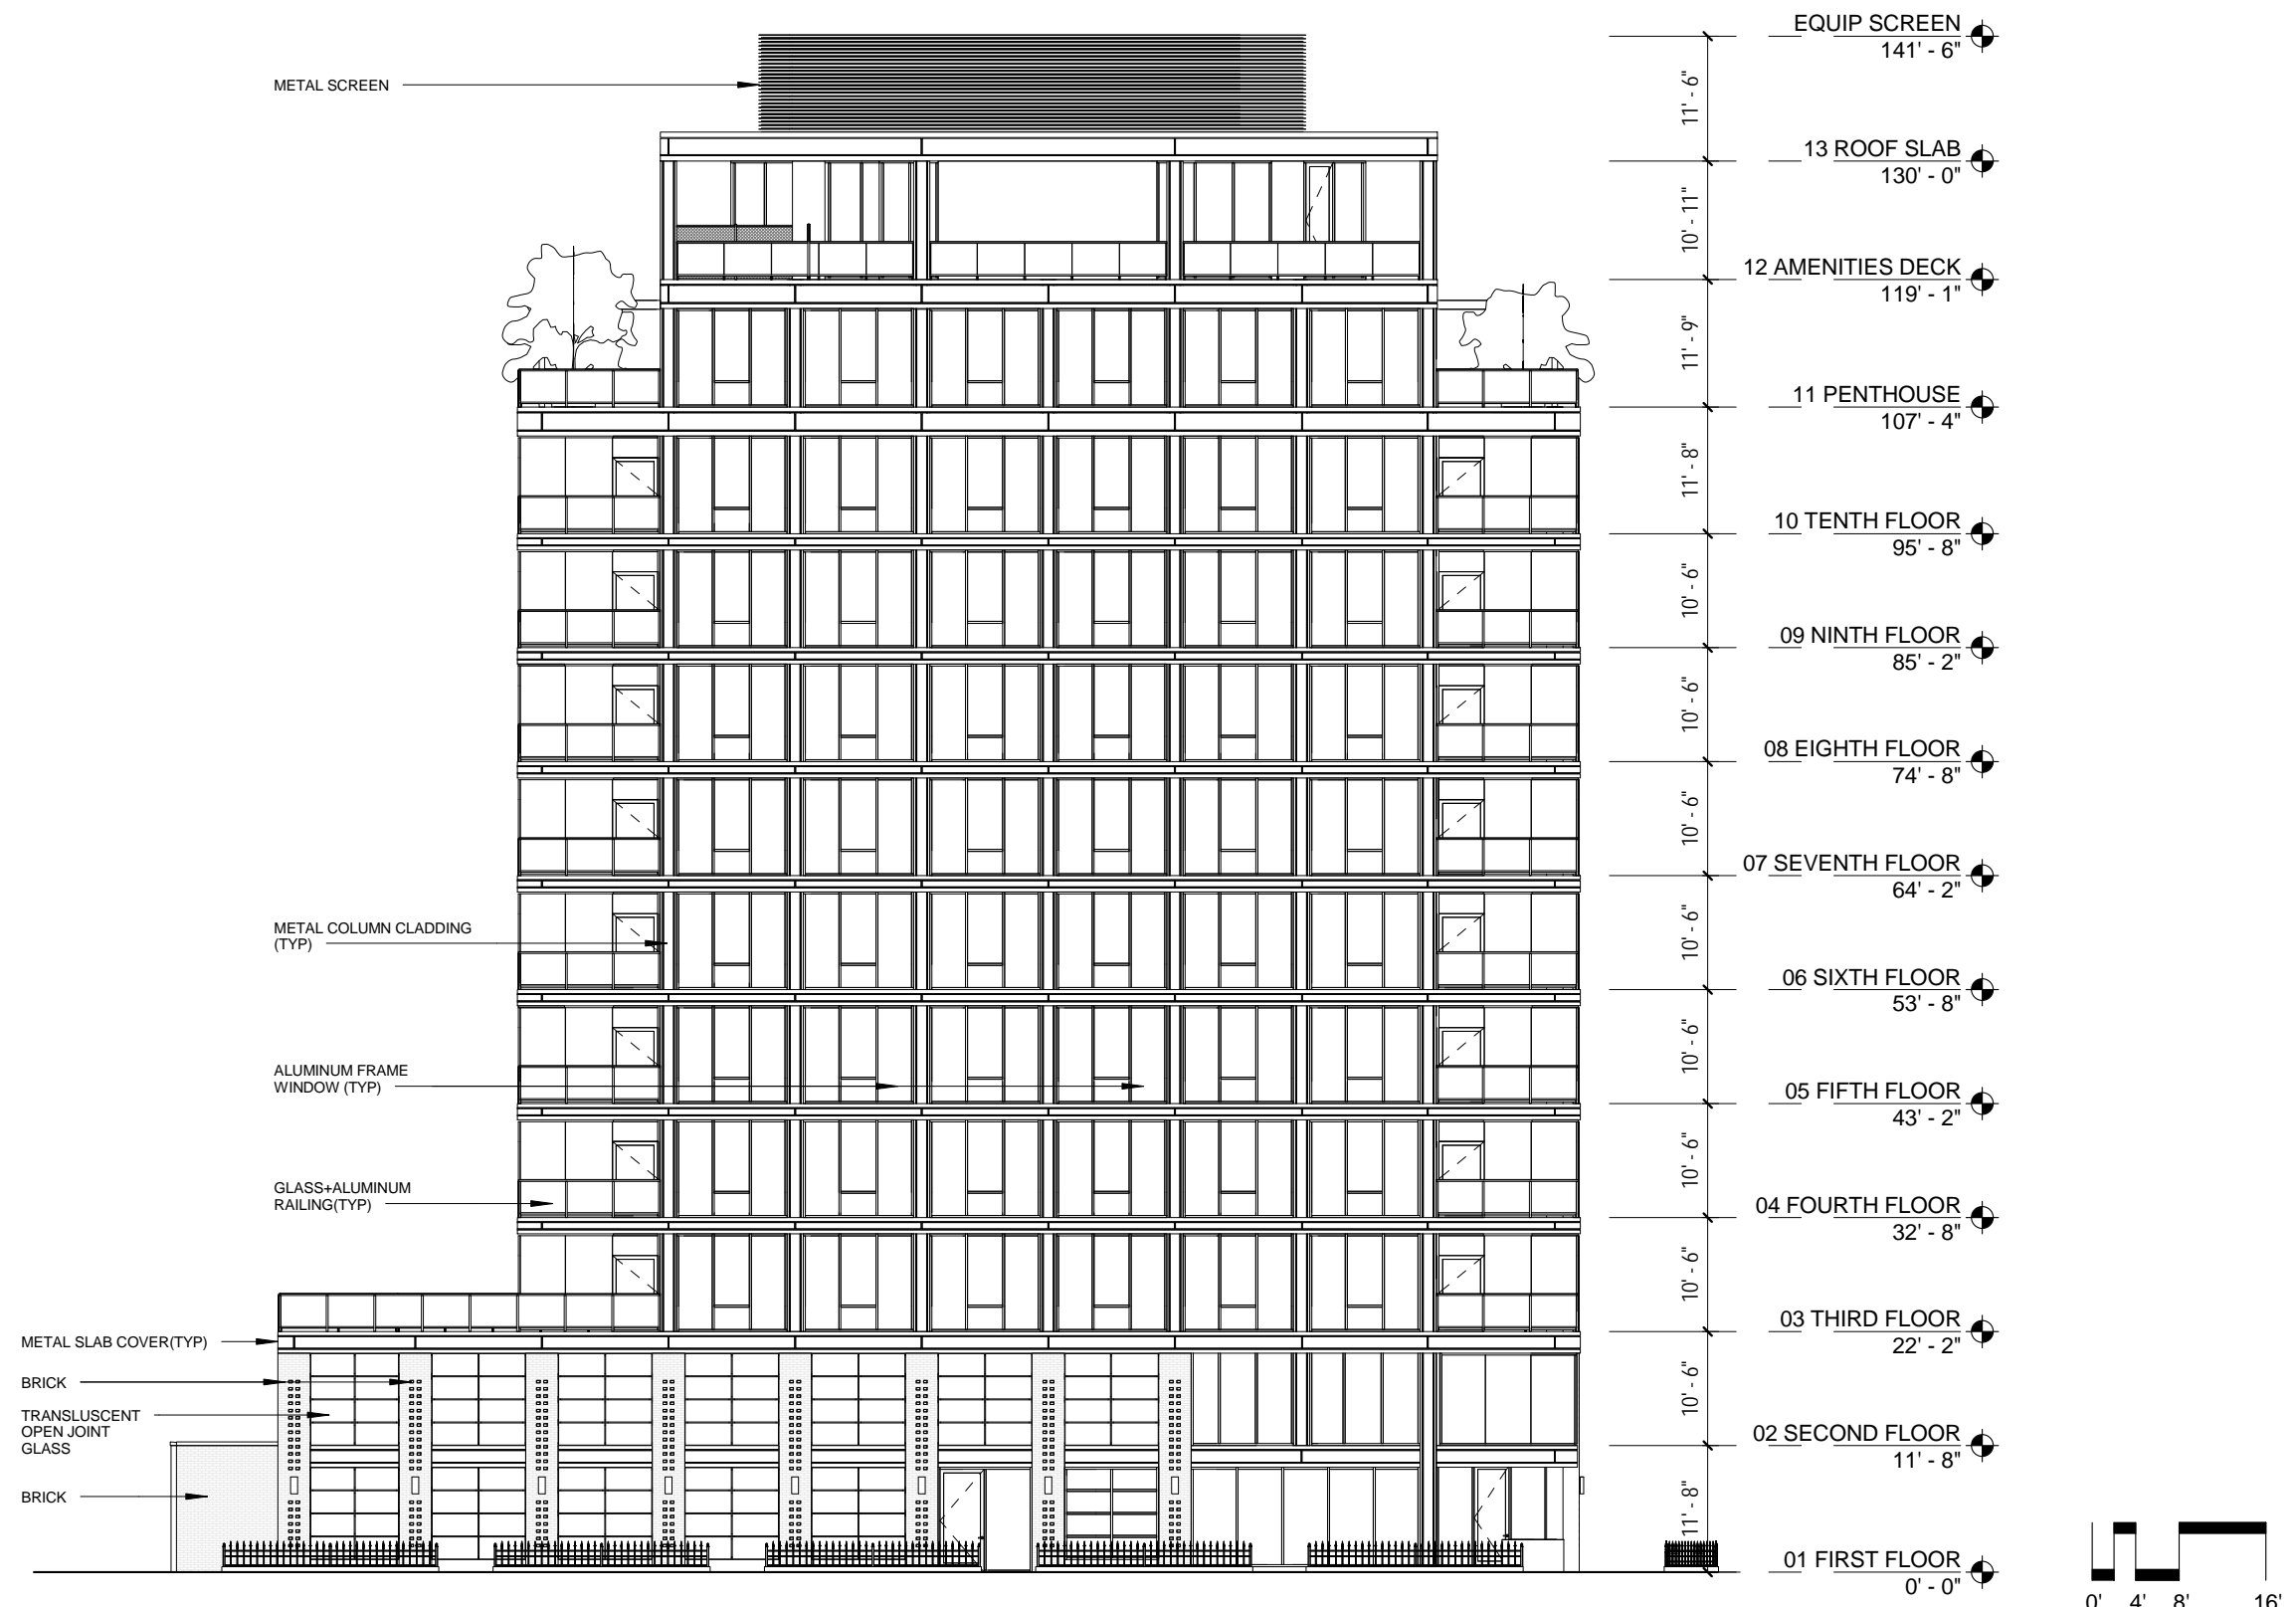 EQUIP SCREEN
141' - 6"
METAL SCREEN
11' - 6"
13 ROOF SLAB
130' - 0"
10' - 11"
12 AMENITIES DECK
119' - 1"
11' - 9"
11 PENTHOUSE
107' - 4"
11' - 8"
10 TENTH FLOOR
95' - 8"
10' - 6"
09 NINTH FLOOR
85' - 2"
10' - 6"
08 EIGHTH FLOOR
74' - 8"
10' - 6"
07 SEVENTH FLOOR
64' - 2"
METAL COLUMN CLADDING
(TYP)
10' - 6"
06 SIXTH FLOOR
53' - 8"
10' - 6"
ALUMINUM FRAME
WINDOW (TYP)
05 FIFTH FLOOR
43' - 2"
10' - 6"
GLASS+ALUMINUM
RAILING(TYP)
04 FOURTH FLOOR
32' - 8"
10' - 6"
03 THIRD FLOOR
22' - 2"
METAL SLAB COVER(TYP)
BRICK
10' - 6"
TRANSLUSCENT
OPEN JOINT
GLASS
02 SECOND FLOOR
11' - 8"
BRICK
11' - 8"
01 FIRST FLOOR
0' - 0"
0' 4' 8' 16'